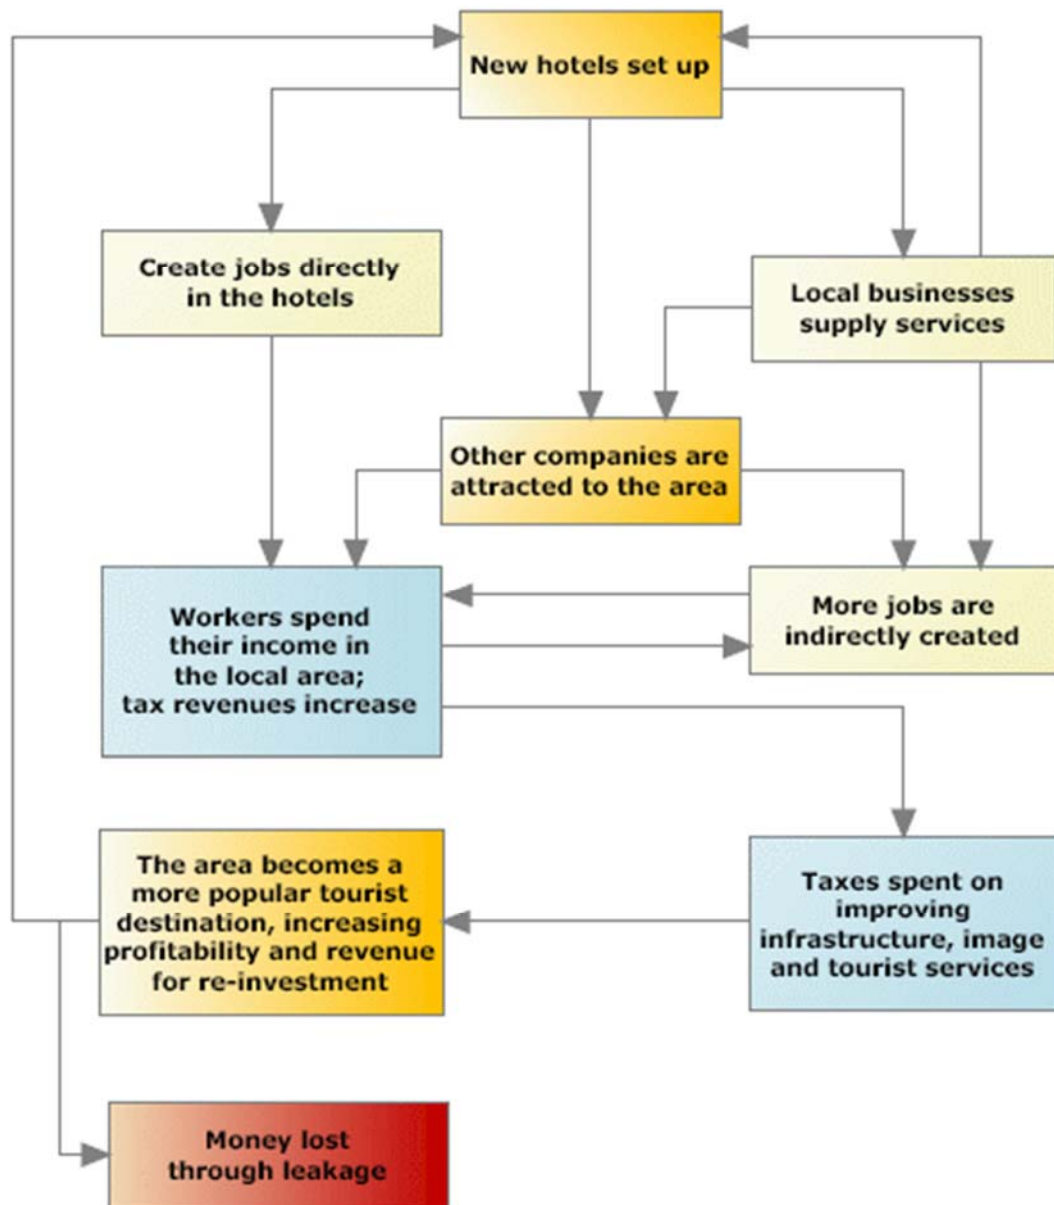 New hotels set up
Create jobs directly
in the hotels
Local businesses
supply services
Other companies are
attracted to the area
Workers spend
their income in
the local area;
tax revenues increase
More jobs are
indirectly created
The area becomes a
more popular tourist
destination, increasing
profitability and revenue
for re-investment
Taxes spent on
improving
infrastructure, image
and tourist services
Money lost
through leakage